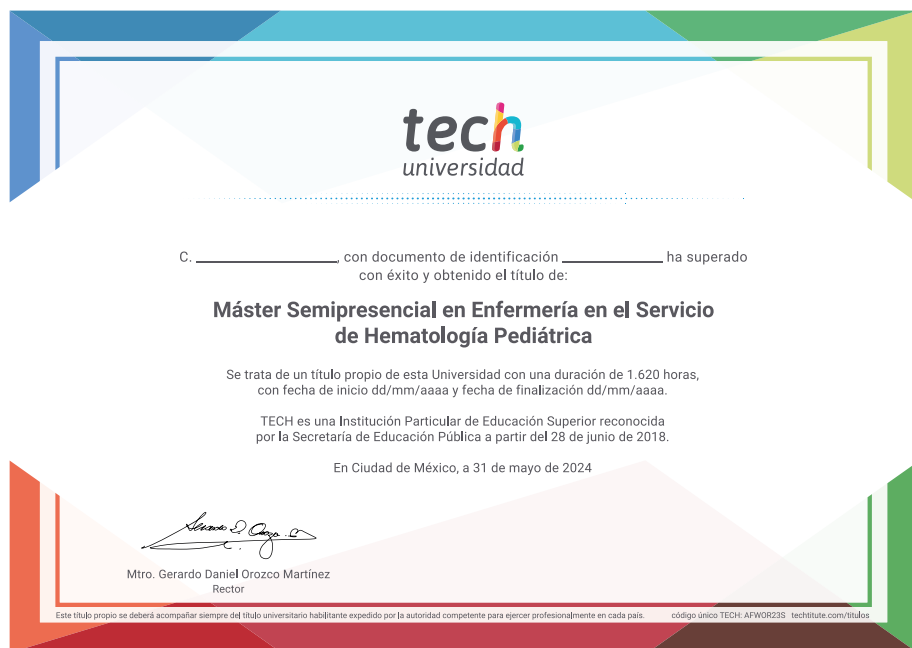 tech
universidad
C. ____________________, con documento de identificación ______________ ha superado
con éxito y obtenido el título de:
Máster Semipresencial en Enfermería en el Servicio
de Hematología Pediátrica
Se trata de un título propio de esta Universidad con una duración de 1.620 horas,
con fecha de inicio dd/mm/aaaa y fecha de finalización dd/mm/aaaa.
TECH es una Institución Particular de Educación Superior reconocida
por la Secretaría de Educación Pública a partir del 28 de junio de 2018.
En Ciudad de México, a 31 de mayo de 2024
Mtro. Gerardo Daniel Orozco Martínez
Rector
Este título propio se deberá acompañar siempre del título universitario habilitante expedido por la autoridad competente para ejercer profesionalmente en cada país. código único TECH: AFWOR23S techtitute.com/titulos